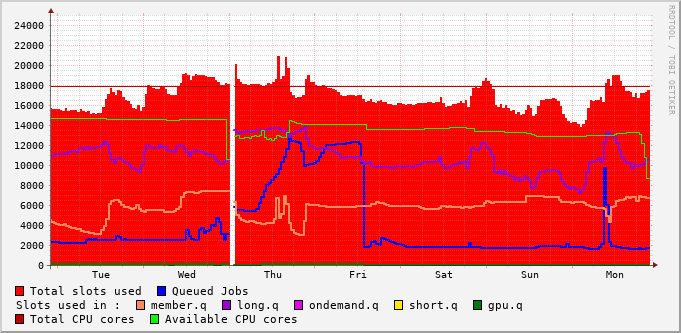 24000
22000
20000
18000
16000
14000
12000
10000
8000
6000
4000
2000
0
Tue Wed Thu Fri Sat Sun Mon
RRDTOOL / TOBI OETIKER
Total slots used Queued Jobs
Slots used in : member.q long.q ondemand.q short.q gpu.q
Total CPU cores Available CPU cores